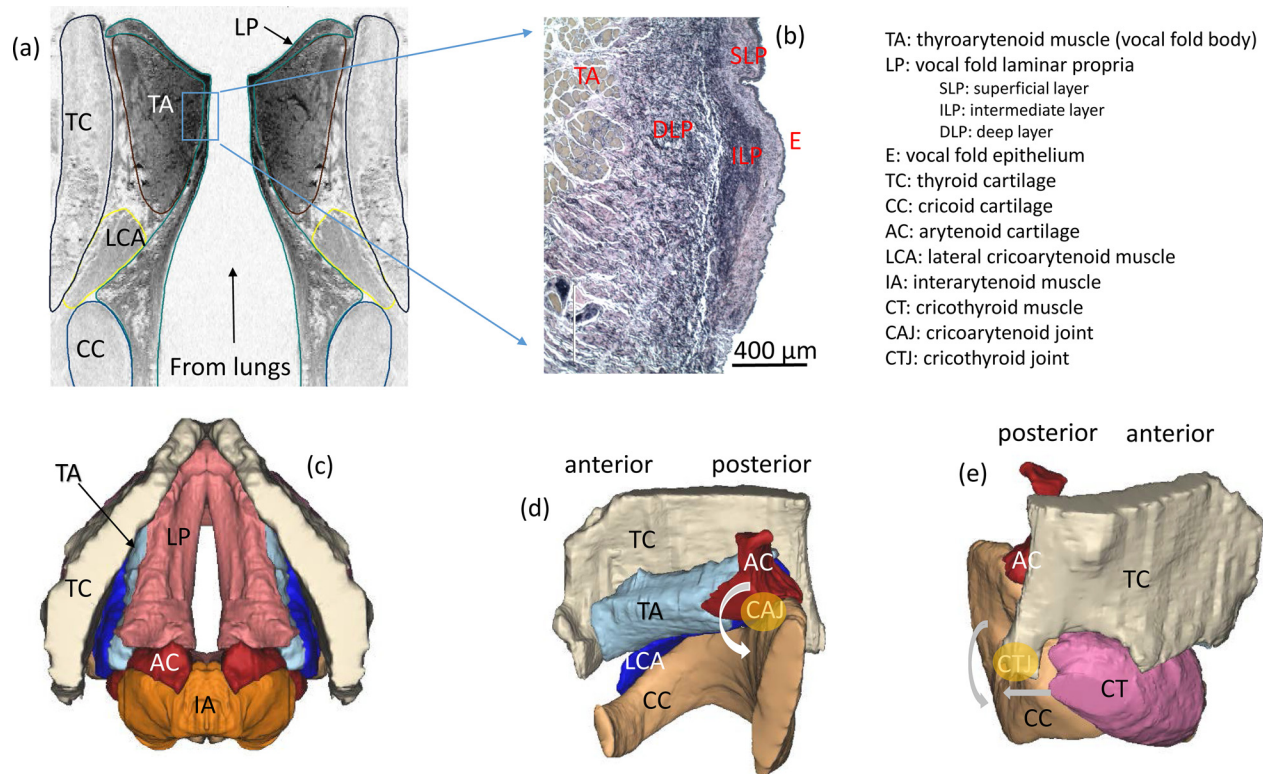 (a)
LP
TA
TC
LCA
CC
From lungs
(b)
SLP
TA
DLP
ILP
E
400 µm
TA: thyroarytenoid muscle (vocal fold body)
LP: vocal fold laminar propria
SLP: superficial layer
ILP: intermediate layer
DLP: deep layer
E: vocal fold epithelium
TC: thyroid cartilage
CC: cricoid cartilage
AC: arytenoid cartilage
LCA: lateral cricoarytenoid muscle
IA: interarytenoid muscle
CT: cricothyroid muscle
CAJ: cricoarytenoid joint
CTJ: cricothyroid joint
(c)
TA
LP
TC
AC
IA
anterior posterior
(d)
TC
AC
TA
CAJ
LCA
CC
posterior anterior
(e)
AC
TC
CTJ
CT
CC